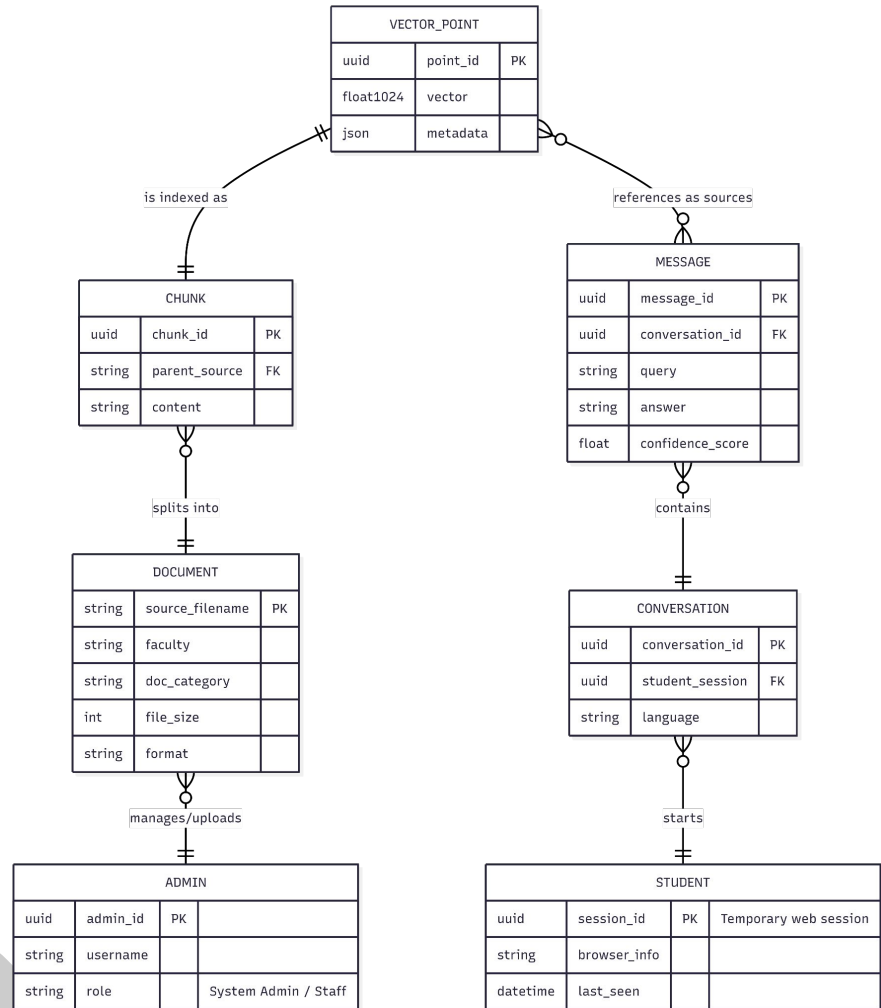 VECTOR_POINT
uuid point_id PK
float1024 vector
json metadata
is indexed as
references as sources
CHUNK
uuid chunk_id PK
string parent_source FK
string content
MESSAGE
uuid message_id PK
uuid conversation_id FK
string query
string answer
float confidence_score
splits into
contains
DOCUMENT
string source_filename PK
string faculty
string doc_category
int file_size
string format
CONVERSATION
uuid conversation_id PK
uuid student_session FK
string language
manages/uploads
starts
ADMIN
uuid admin_id PK
string username
string role System Admin / Staff
STUDENT
uuid session_id PK Temporary web session
string browser_info
datetime last_seen